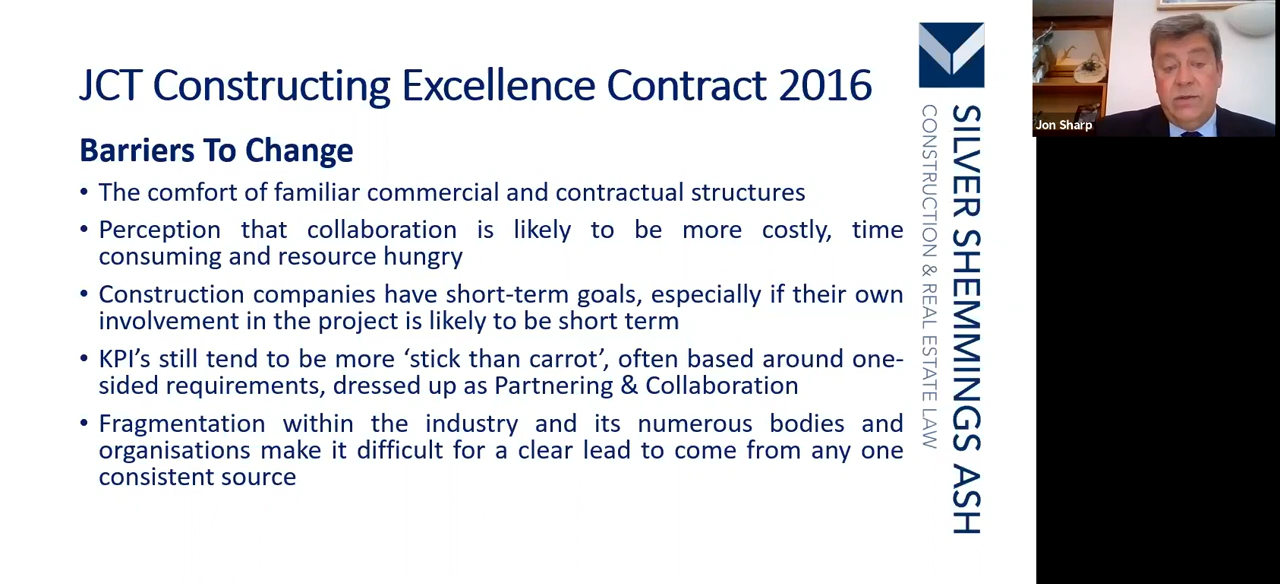 JCT Constructing Excellence Contract 2016
Barriers To Change
• The comfort of familiar commercial and contractual structures
• Perception that collaboration is likely to be more costly, time
consuming and resource hungry
• Construction companies have short-term goals, especially if their own
involvement in the project is likely to be short term
• KPI’s still tend to be more ‘stick than carrot’, often based around one-
sided requirements, dressed up as Partnering & Collaboration
• Fragmentation within the industry and its numerous bodies and
organisations make it difficult for a clear lead to come from any one
consistent source
SILVER SHEMMINGS ASH
CONSTRUCTION & REAL ESTATE LAW
Jon Sharp